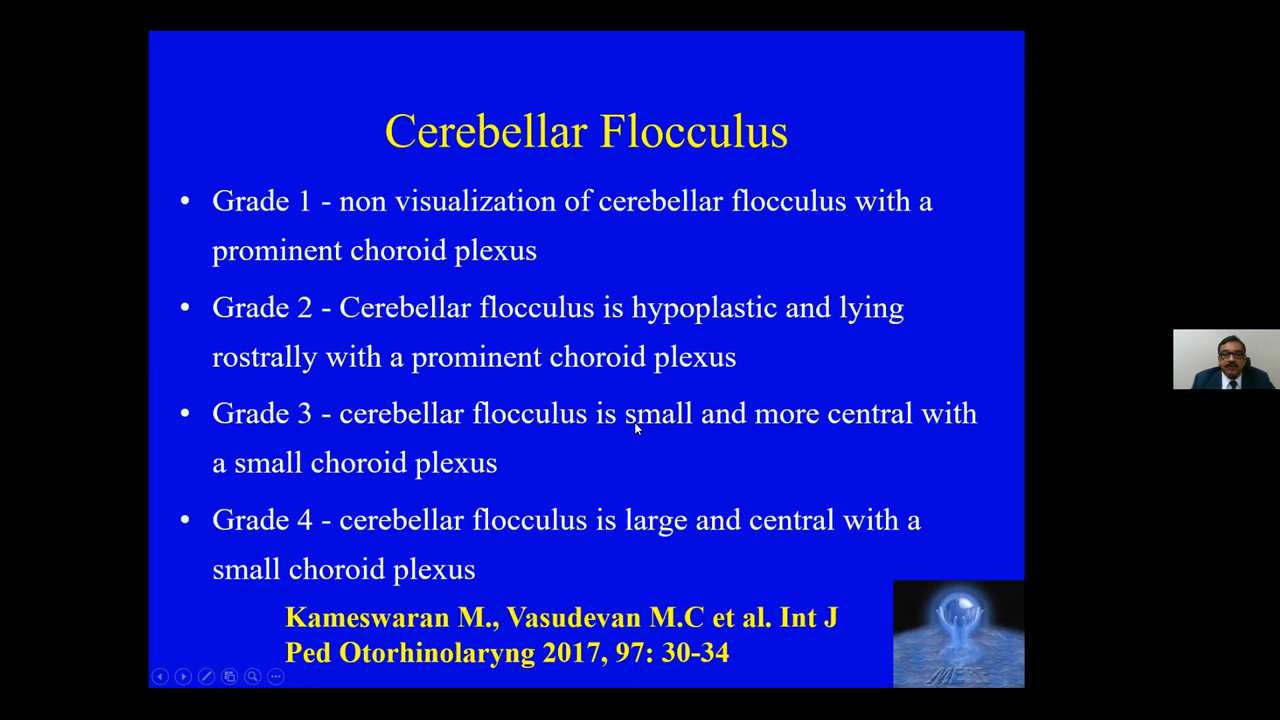 Cerebellar Flocculus
• Grade 1 - non visualization of cerebellar flocculus with a
prominent choroid plexus
• Grade 2 - Cerebellar flocculus is hypoplastic and lying
rostrally with a prominent choroid plexus
• Grade 3 - cerebellar flocculus is small and more central with
a small choroid plexus
• Grade 4 - cerebellar flocculus is large and central with a
small choroid plexus
Kameswaran M., Vasudevan M.C et al. Int J
Ped Otorhinolaryng 2017, 97: 30-34